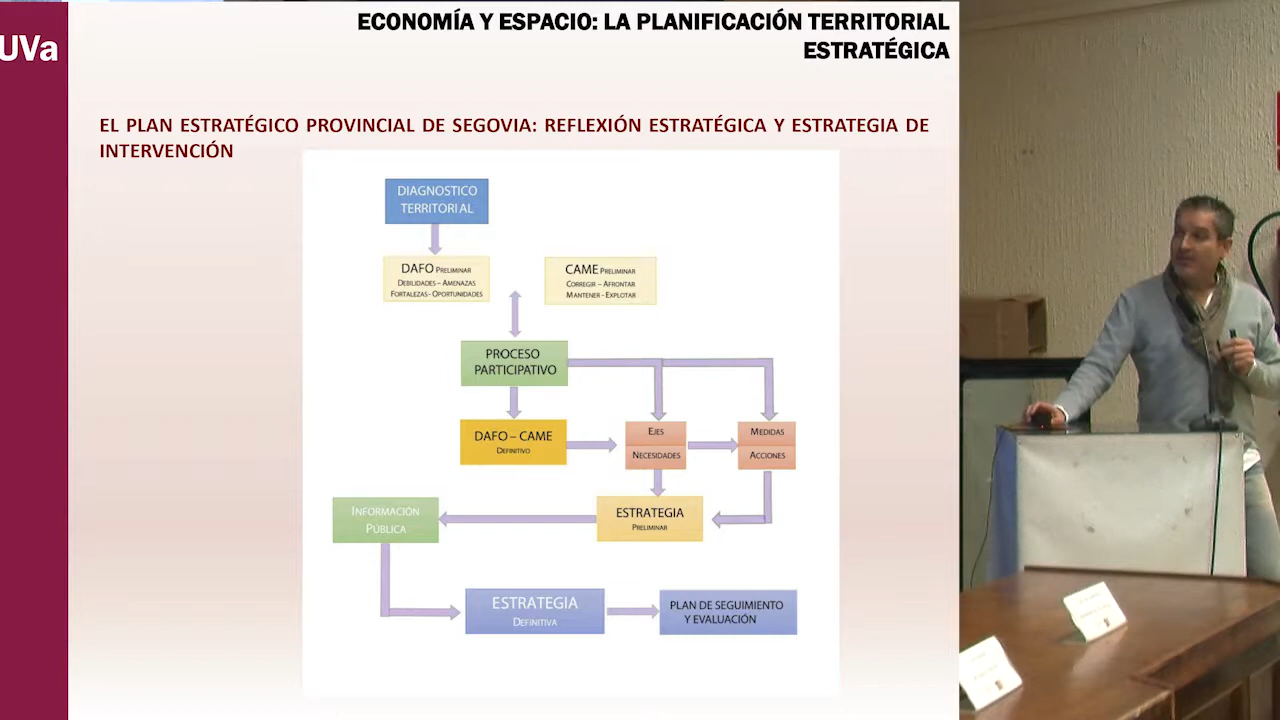 UVa
ECONOMÍA Y ESPACIO: LA PLANIFICACIÓN TERRITORIAL
ESTRATÉGICA
EL PLAN ESTRATÉGICO PROVINCIAL DE SEGOVIA: REFLEXIÓN ESTRATÉGICA Y ESTRATEGIA DE
INTERVENCIÓN
DIAGNOSTICO
TERRITORIAL
DAFO PRELIMINAR
DEBILIDADES – AMENAZAS
FORTALEZAS - OPORTUNIDADES
CAME PRELIMINAR
CORREGIR – AFRONTAR
MANTENER - EXPLOTAR
PROCESO
PARTICIPATIVO
DAFO – CAME
DEFINITIVO
EJES
NECESIDADES
MEDIDAS
ACCIONES
INFORMACIÓN
PÚBLICA
ESTRATEGIA
PRELIMINAR
ESTRATEGIA
DEFINITIVA
PLAN DE SEGUIMIENTO
Y EVALUACIÓN